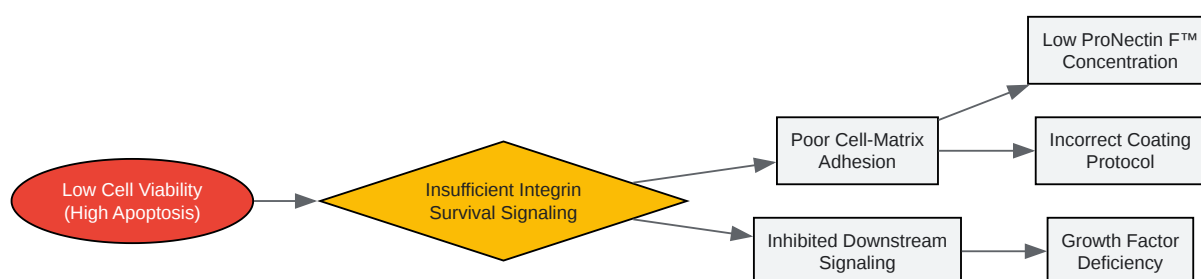 Low Cell Viability
(High Apoptosis)
Insufficient Integrin
Survival Signaling
Poor Cell-Matrix
Adhesion
Inhibited Downstream
Signaling
Low ProNectin F™
Concentration
Incorrect Coating
Protocol
Growth Factor
Deficiency